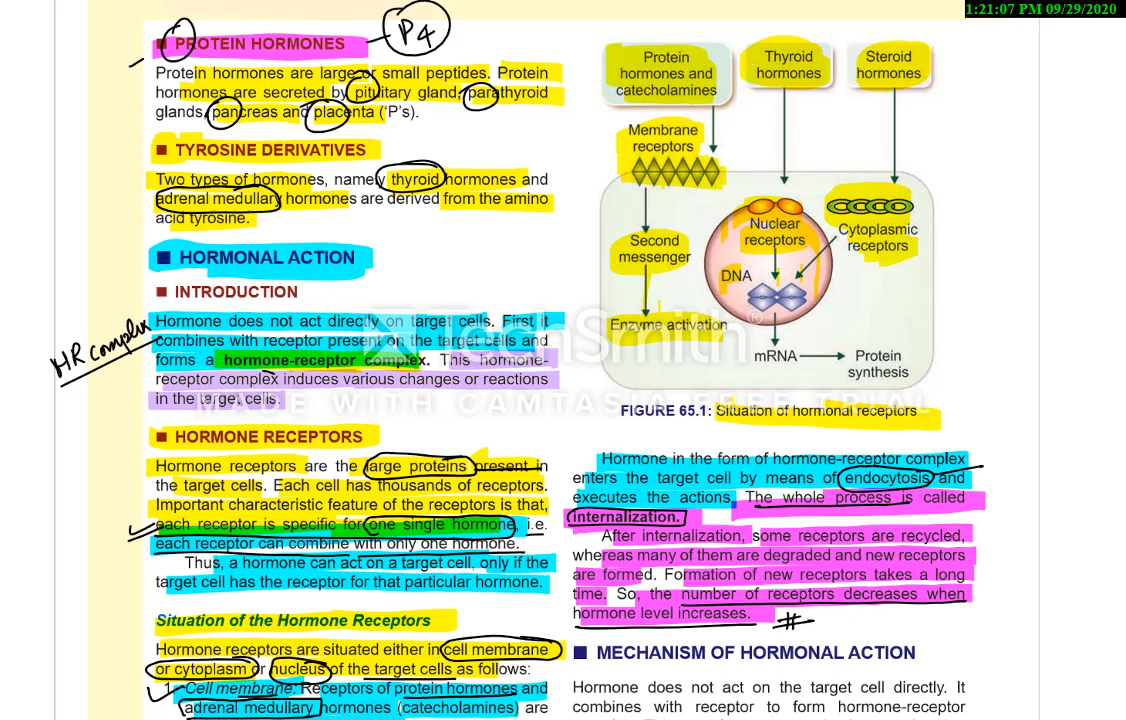 1:21:07 PM 09/29/2020
PROTEIN HORMONES
P4
Protein hormones are large or small peptides. Protein
hormones are secreted by pituitary gland, parathyroid
glands, pancreas and placenta ('P's).
TYROSINE DERIVATIVES
Two types of hormones, namely thyroid hormones and
adrenal medullary hormones are derived from the amino
acid tyrosine.
HORMONAL ACTION
INTRODUCTION
Hormone does not act directly on target cells. First it
combines with receptor present on the target cells and
forms a hormone-receptor complex. This hormone-
receptor complex induces various changes or reactions
in the target cells.
HR complex
HORMONE RECEPTORS
Hormone receptors are the large proteins present in
the target cells. Each cell has thousands of receptors.
Important characteristic feature of the receptors is that,
each receptor is specific for one single hormone, i.e.
each receptor can combine with only one hormone.
Thus, a hormone can act on a target cell, only if the
target cell has the receptor for that particular hormone.
Situation of the Hormone Receptors
Hormone receptors are situated either in cell membrane
or cytoplasm or nucleus of the target cells as follows:
1. Cell membrane: Receptors of protein hormones and
adrenal medullary hormones (catecholamines) are
Protein
hormones and
catecholamines
Thyroid
hormones
Steroid
hormones
Membrane
receptors
Nuclear
receptors
Cytoplasmic
receptors
Second
messenger
DNA
Enzyme activation
mRNA
Protein
synthesis
TechSmith®
MADE WITH CAMTASIA FREE TRIAL
FIGURE 65.1: Situation of hormonal receptors
Hormone in the form of hormone-receptor complex
enters the target cell by means of endocytosis and
executes the actions. The whole process is called
internalization.
After internalization, some receptors are recycled,
whereas many of them are degraded and new receptors
are formed. Formation of new receptors takes a long
time. So, the number of receptors decreases when
hormone level increases. #
MECHANISM OF HORMONAL ACTION
Hormone does not act on the target cell directly. It
combines with receptor to form hormone-receptor